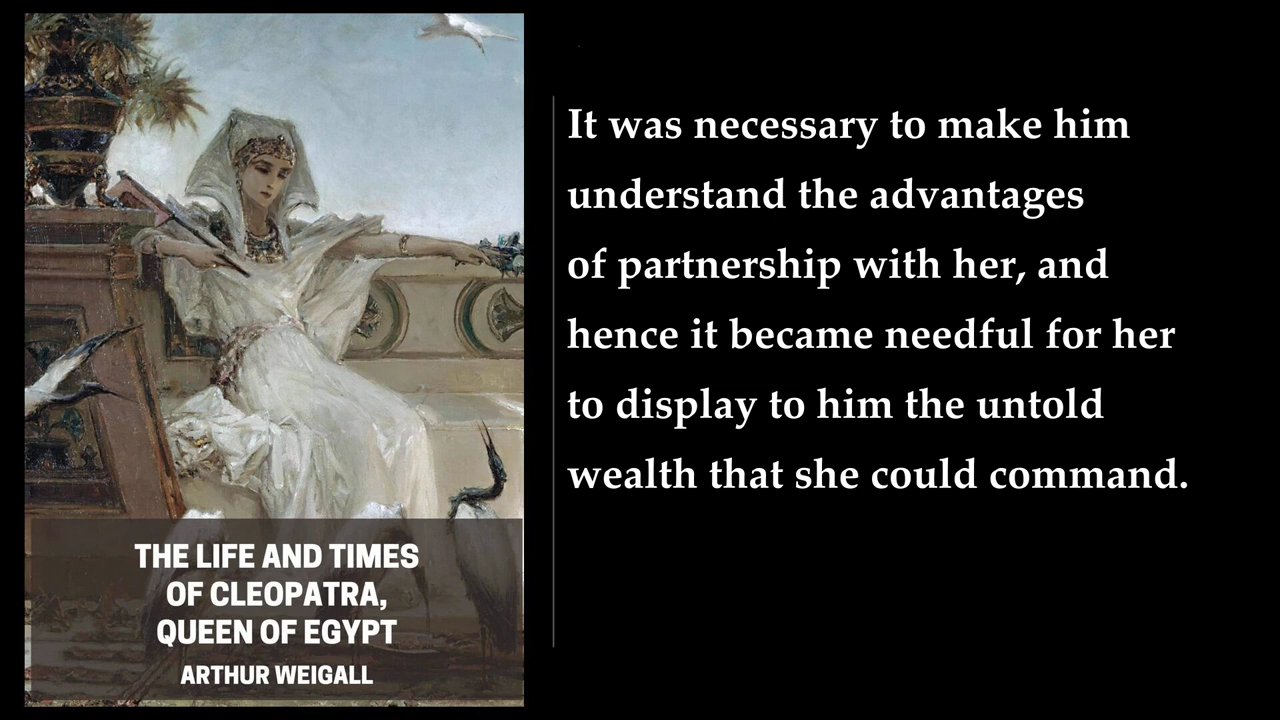 THE LIFE AND TIMES
OF CLEOPATRA,
QUEEN OF EGYPT
ARTHUR WEIGALL
It was necessary to make him
understand the advantages
of partnership with her, and
hence it became needful for her
to display to him the untold
wealth that she could command.